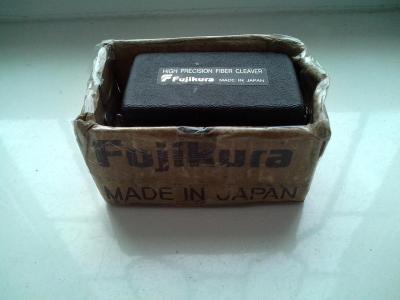 HIGH PRECISION FIBER CLEAVER
Fujikura MADE IN JAPAN
Fujikura
MADE IN JAPAN